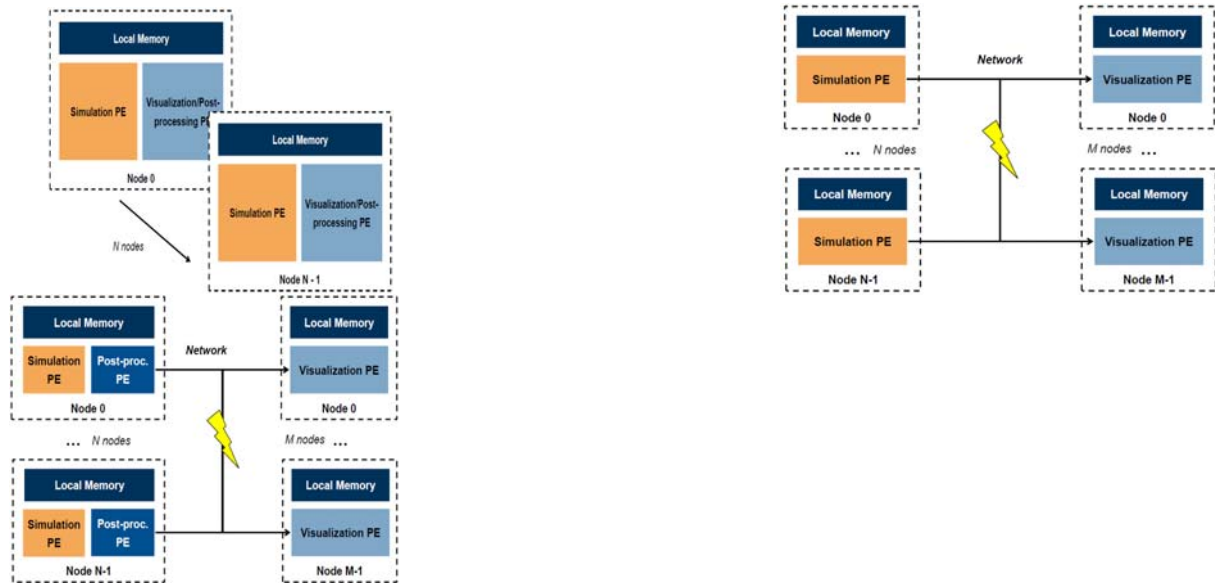 Local Memory
Simulation PE
Visualization/Post-
processing PE
Node 0
Local Memory
Simulation PE
Visualization/Post-
processing PE
Node N - 1
N nodes
Local Memory
Simulation
PE
Post-proc.
PE
Node 0
Network
Local Memory
Visualization PE
Node 0
... N nodes
M nodes ...
Local Memory
Simulation
PE
Post-proc.
PE
Node N-1
Local Memory
Visualization PE
Node M-1
Local Memory
Simulation PE
Node 0
Network
Local Memory
Visualization PE
Node 0
... N nodes
M nodes ...
Local Memory
Simulation PE
Node N-1
Local Memory
Visualization PE
Node M-1